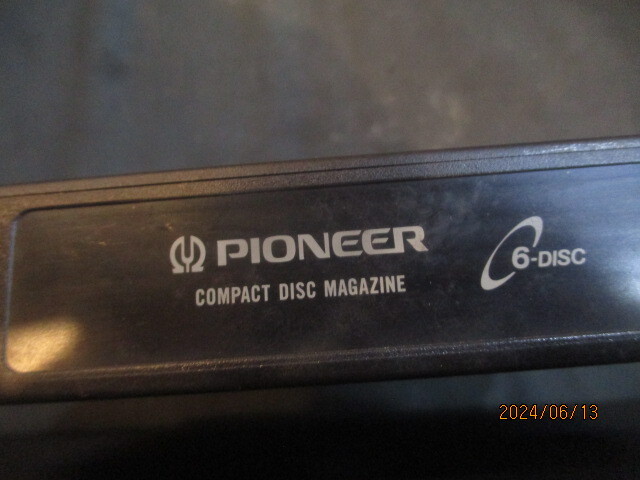 PIONEER
COMPACT DISC MAGAZINE
6-DISC
2024/06/13